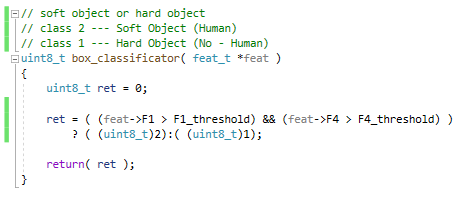 // soft object or hard object
// class 2 --- Soft Object (Human)
// class 1 --- Hard Object (No - Human)
uint8_t box_classificator( feat_t *feat )
{
uint8_t ret = 0;
ret = ( (feat->F1 > F1_threshold) && (feat->F4 > F4_threshold) )
? ( (uint8_t)2):( (uint8_t)1);
return( ret );
}